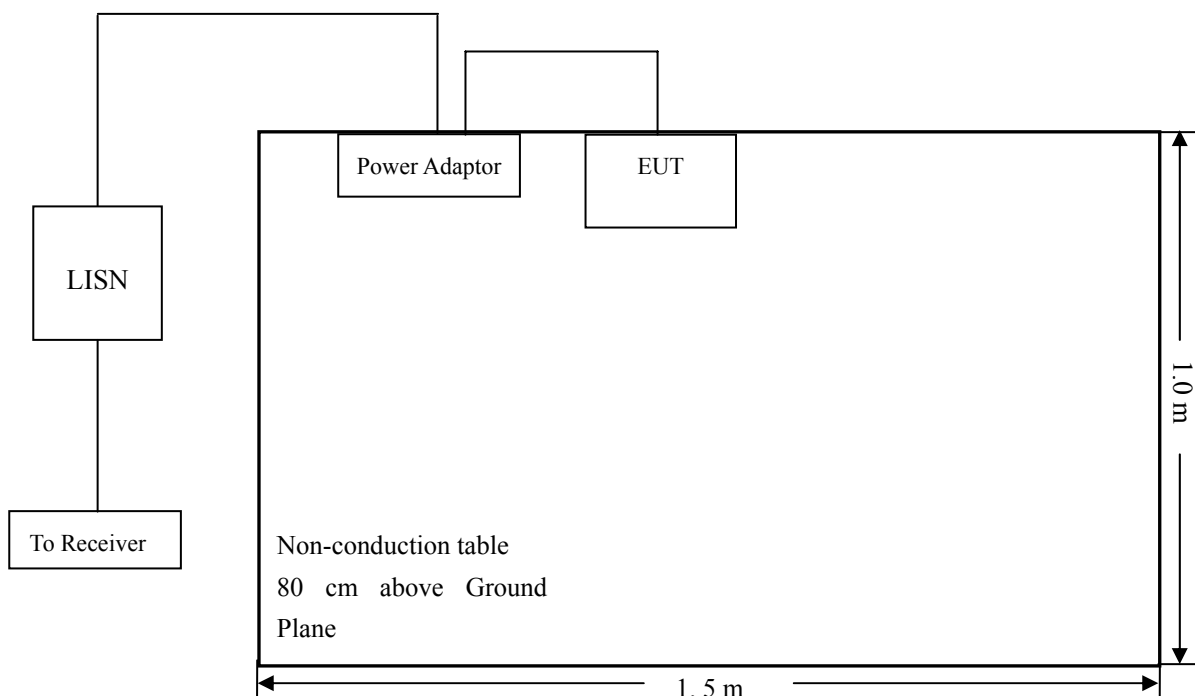 Power Adaptor
EUT
LISN
1.0 m
To Receiver
Non-conduction table
80 cm above Ground
Plane
1. 5 m